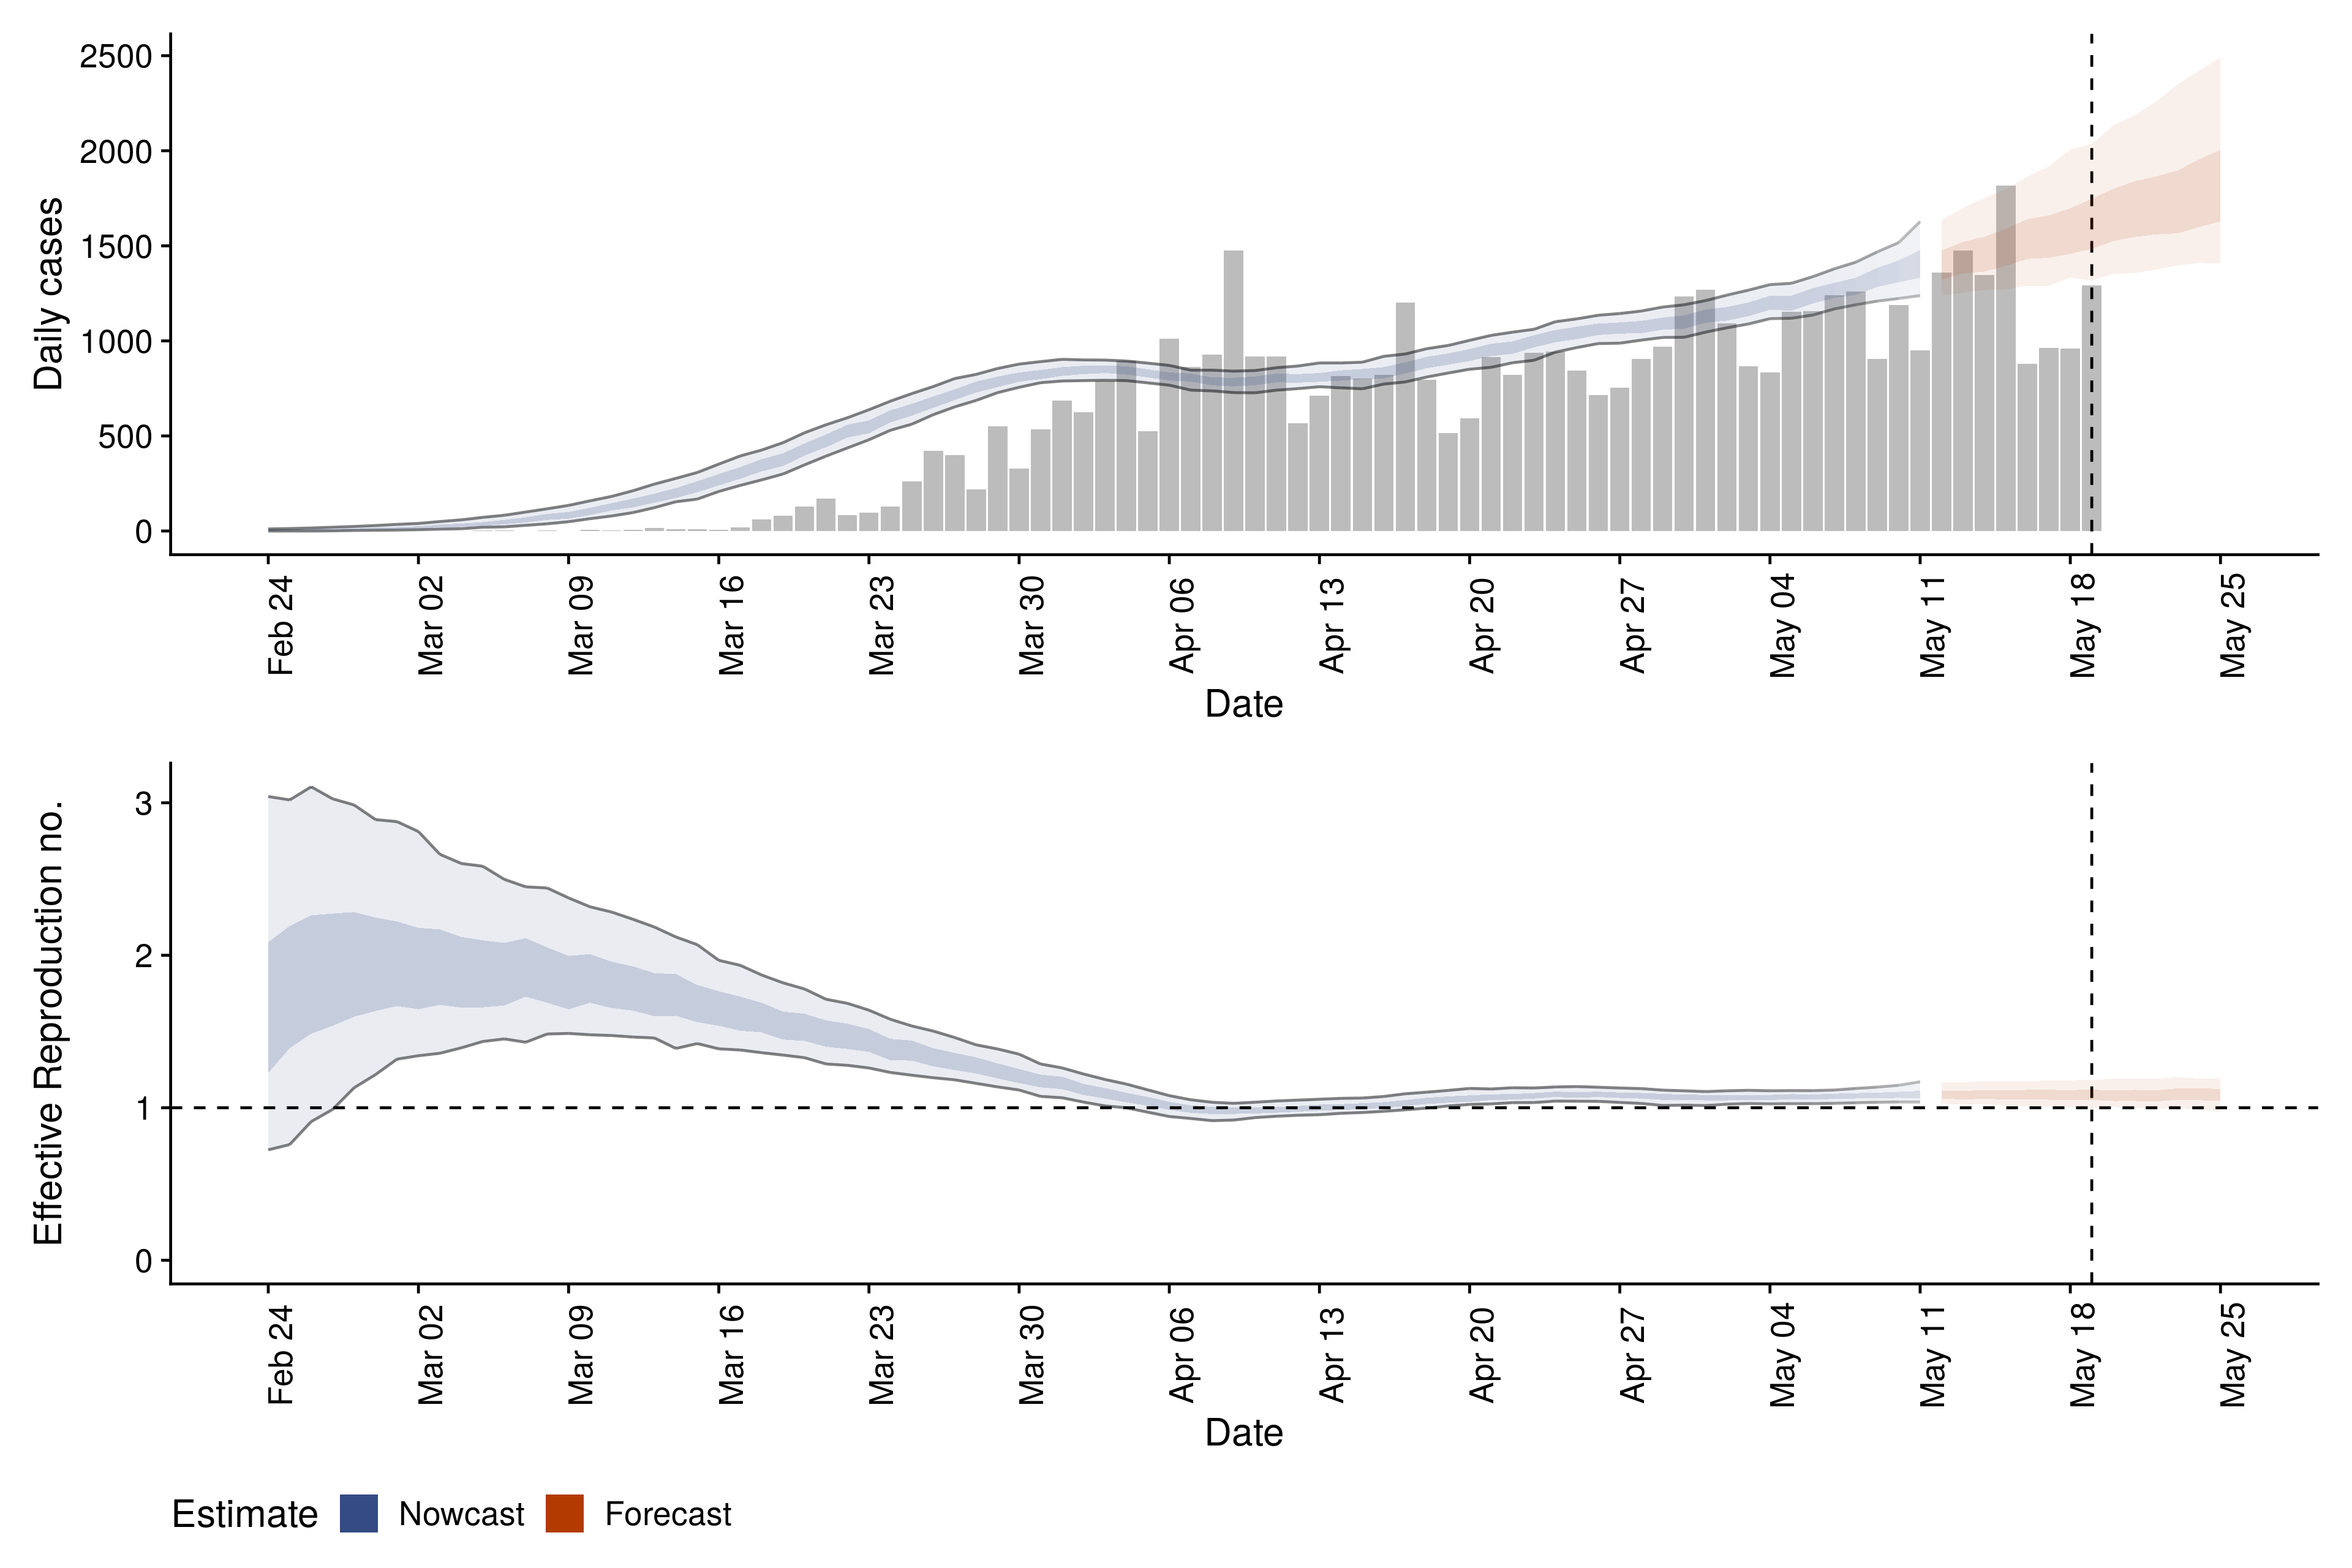 Daily cases
2500
2000
1500
1000
500
0
Feb 24
Mar 02
Mar 09
Mar 16
Mar 23
Mar 30
Apr 06
Apr 13
Apr 20
Apr 27
May 04
May 11
May 18
May 25
Date
Effective Reproduction no.
3
2
1
0
Feb 24
Mar 02
Mar 09
Mar 16
Mar 23
Mar 30
Apr 06
Apr 13
Apr 20
Apr 27
May 04
May 11
May 18
May 25
Date
Estimate Nowcast Forecast